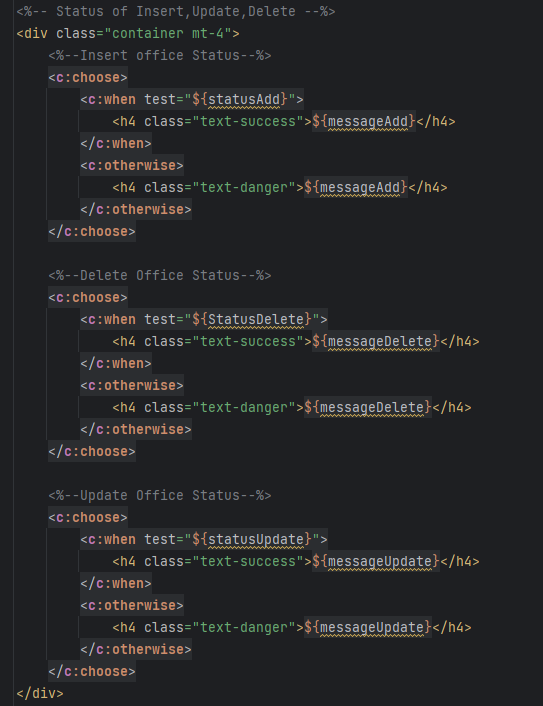 <%-- Status of Insert,Update,Delete --%>
<div class="container mt-4">
    <%--Insert office Status--%>
    <c:choose>
        <c:when test="${statusAdd}">
            <h4 class="text-success">${messageAdd}</h4>
        </c:when>
        <c:otherwise>
            <h4 class="text-danger">${messageAdd}</h4>
        </c:otherwise>
    </c:choose>

    <%--Delete Office Status--%>
    <c:choose>
        <c:when test="${StatusDelete}">
            <h4 class="text-success">${messageDelete}</h4>
        </c:when>
        <c:otherwise>
            <h4 class="text-danger">${messageDelete}</h4>
        </c:otherwise>
    </c:choose>

    <%--Update Office Status--%>
    <c:choose>
        <c:when test="${statusUpdate}">
            <h4 class="text-success">${messageUpdate}</h4>
        </c:when>
        <c:otherwise>
            <h4 class="text-danger">${messageUpdate}</h4>
        </c:otherwise>
    </c:choose>
</div>